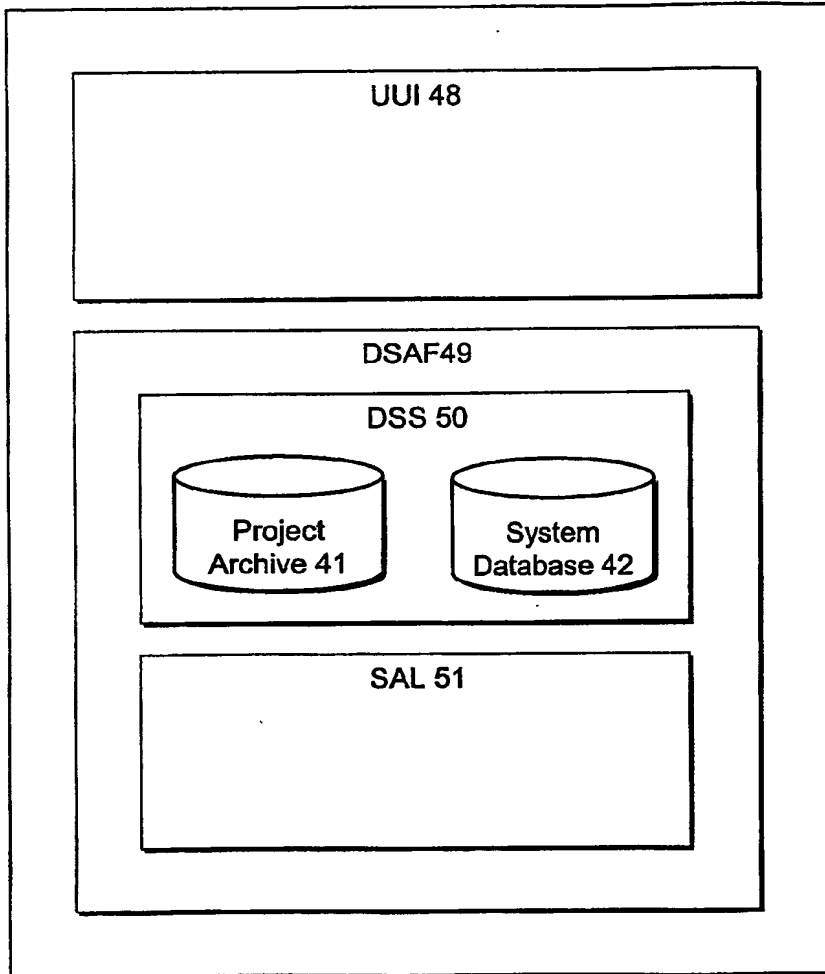 UUI 48
DSAF49
DSS 50
Project
Archive 41
System
Database 42
SAL 51